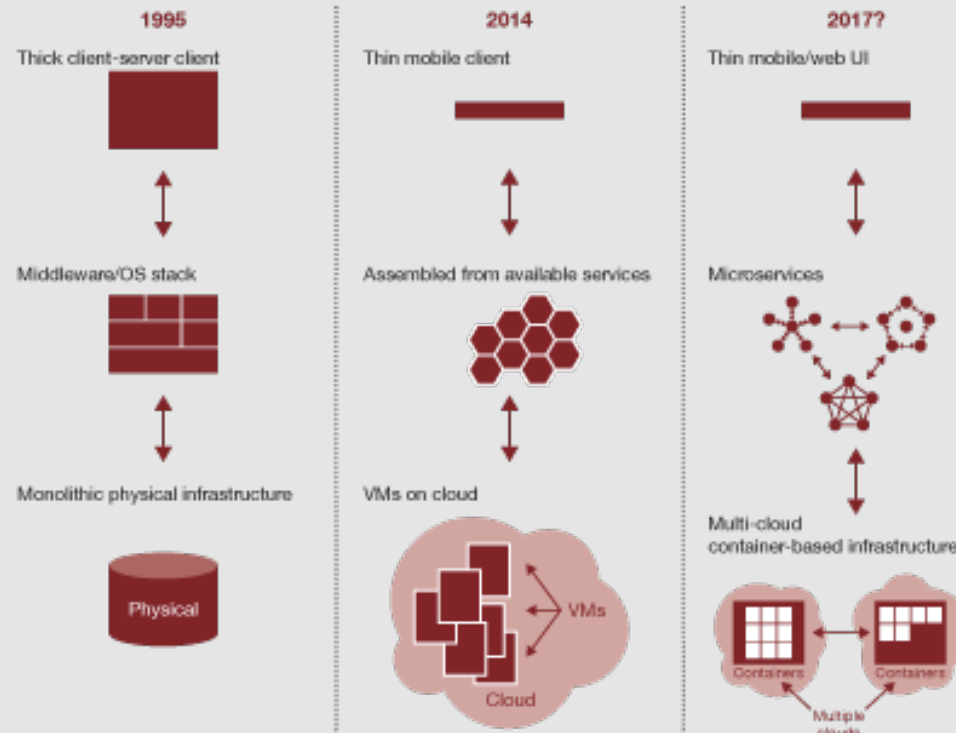 1995
Thick client-server client
Middleware/OS stack
Monolithic physical infrastructure
Physical
2014
Thin mobile client
Assembled from available services
VMs on cloud
VMs
Cloud
2017?
Thin mobile/web UI
Microservices
Multi-cloud
container-based infrastructure
Containers
Containers
Multiple
clouds